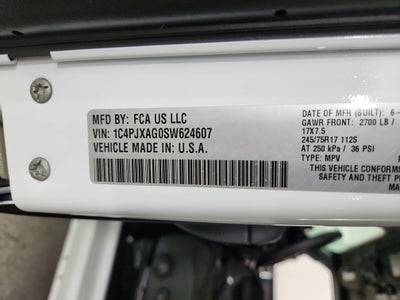 MFD BY: FCA US LLC
VIN: 1C4PJXAG0SW624607
VEHICLE MADE IN: U.S.A.
DATE OF MFR (BUILT): 6-
GAWR FRONT: 2700 LB /
17X7.5
245/75R17 112S
AT 250 kPa / 36 PSI
TYPE: MPV
THIS VEHICLE CONFORMS
SAFETY AND THEFT P